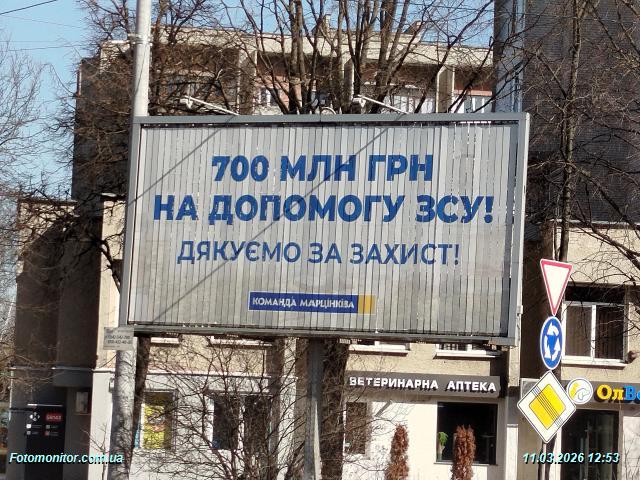 700 МЛН ГРН
НА ДОПОМОГУ ЗСУ!
ДЯКУЄМО ЗА ЗАХИСТ!
КОМАНДА МАРЦІНКІВА
ВЕТЕРИНАРНА АПТЕКА
Fotomonitor.com.ua
11.03.2026 12:53